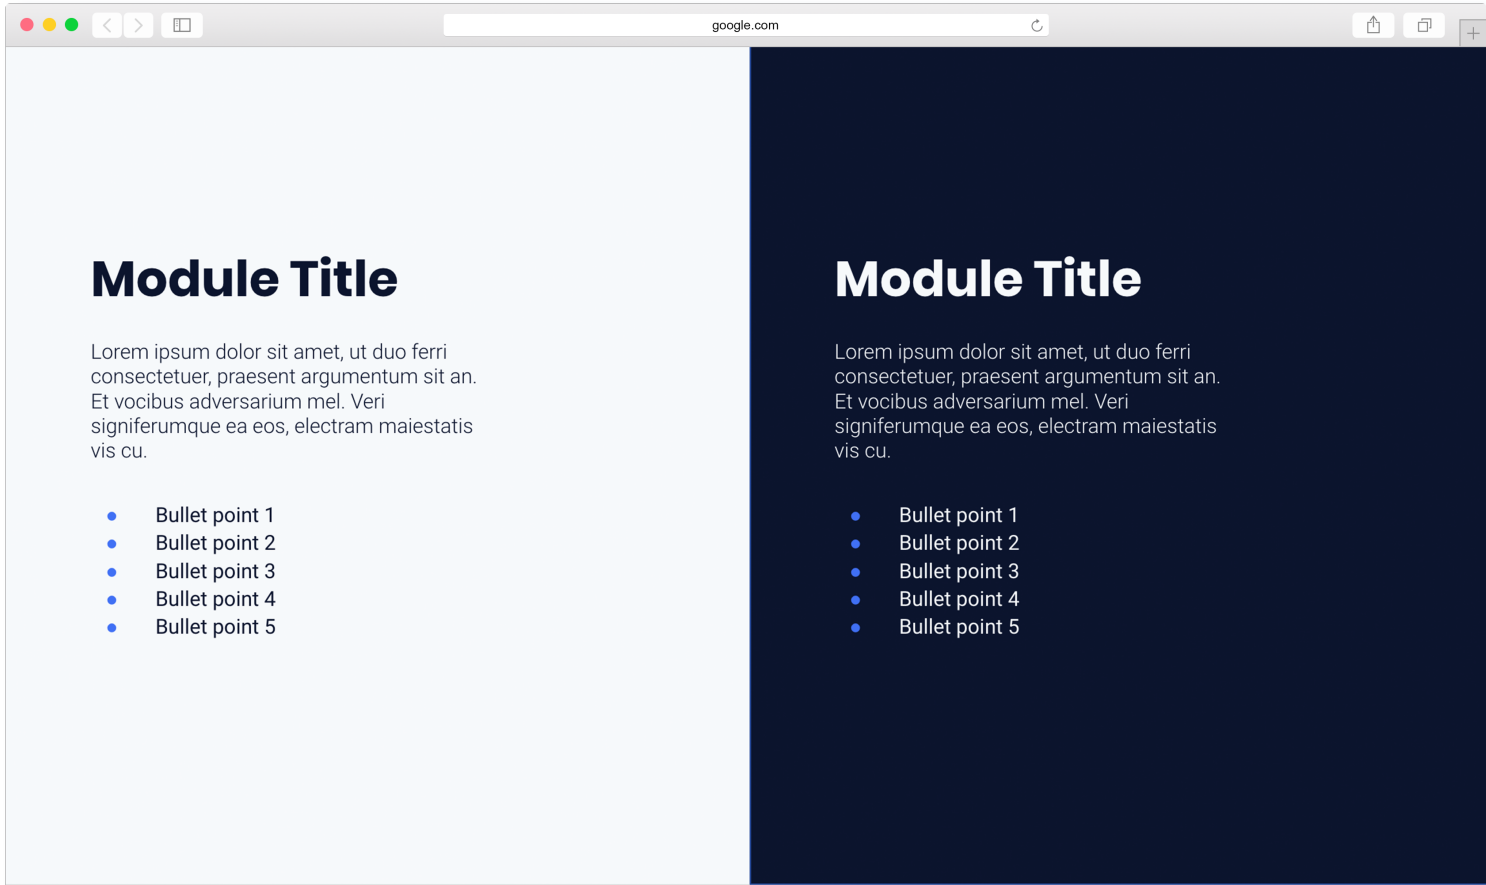 google.com
Module Title
Lorem ipsum dolor sit amet, ut duo ferri
consectetuer, praesent argumentum sit an.
Et vocibus adversarium mel. Veri
signiferumque ea eos, electram maiestatis
vis cu.
Bullet point 1
Bullet point 2
Bullet point 3
Bullet point 4
Bullet point 5
Module Title
Lorem ipsum dolor sit amet, ut duo ferri
consectetuer, praesent argumentum sit an.
Et vocibus adversarium mel. Veri
signiferumque ea eos, electram maiestatis
vis cu.
Bullet point 1
Bullet point 2
Bullet point 3
Bullet point 4
Bullet point 5